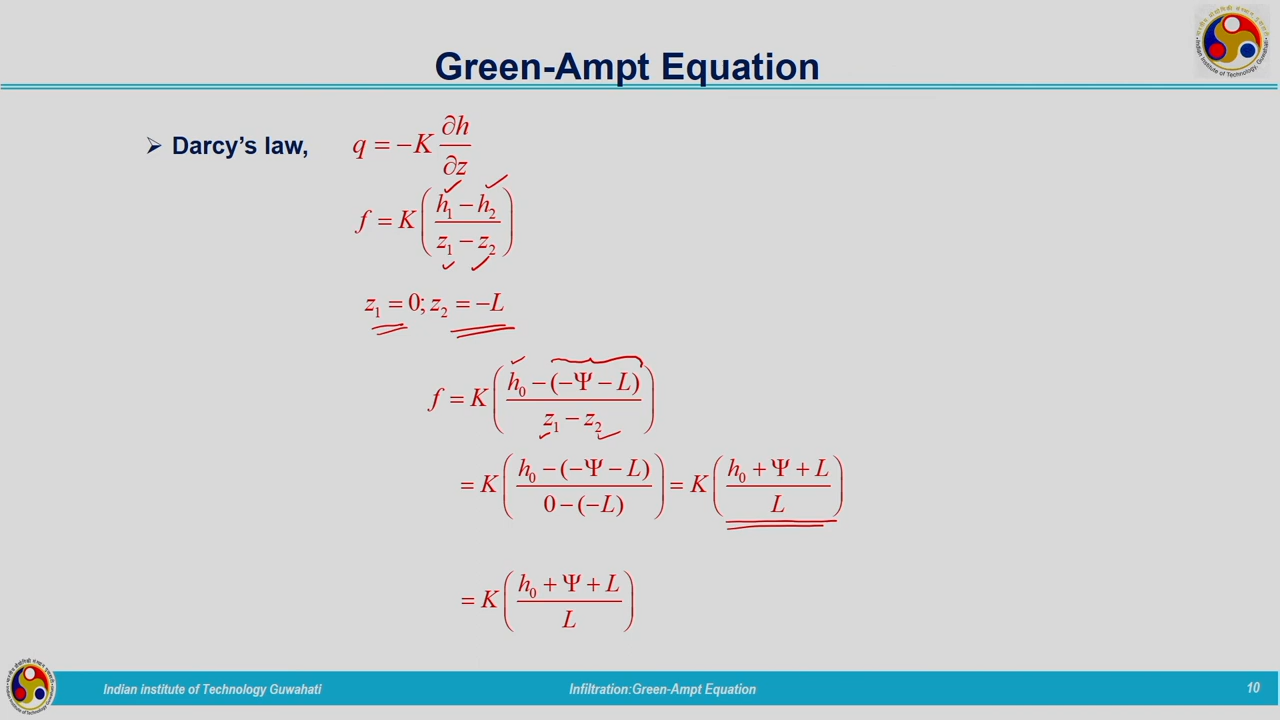 Green-Ampt Equation
➢ Darcy's law, q = −K ∂h/∂z
f = K((h₁ − h₂)/(z₁ − z₂))
z₁ = 0; z₂ = −L
f = K((h₀ − (−Ψ − L))/(z₁ − z₂))
= K((h₀ − (−Ψ − L))/(0 − (−L))) = K((h₀ + Ψ + L)/L)
= K((h₀ + Ψ + L)/L)
Indian institute of Technology Guwahati Infiltration:Green-Ampt Equation 10